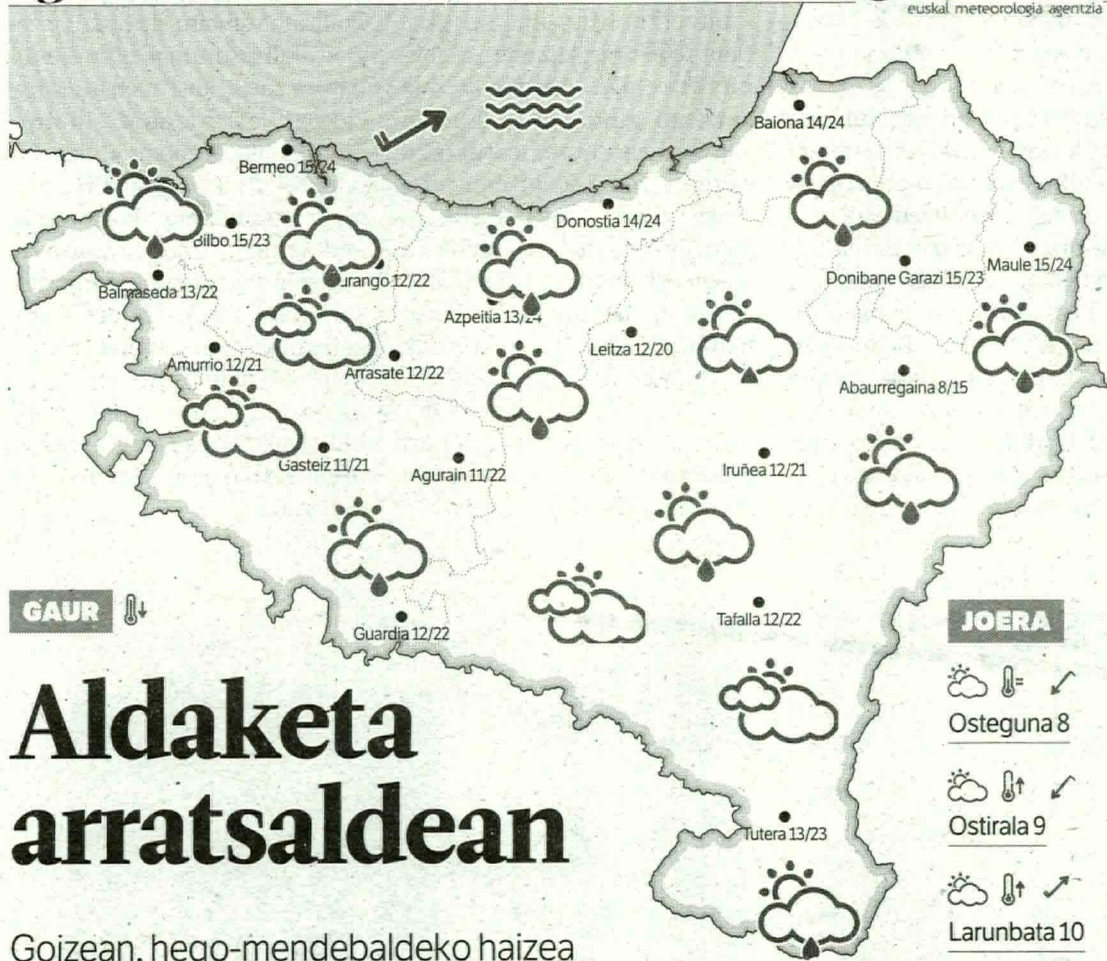 euskal meteorologia agentzia
Baiona 14/24
Bermeo 15/24
Donostia 14/24
Bilbo 15/23
Durango 12/22
Donibane Garazi 15/23
Maule 15/24
Balmaseda 13/22
Azpeitia 13/24
Leitza 12/20
Amurrio 12/21
Arrasate 12/22
Abaurregaina 8/15
Gasteiz 11/21
Agurain 11/22
Iruñea 12/21
Guardia 12/22
Tafalla 12/22
Tutera 13/23
GAUR
Aldaketa
arratsaldean
Goizean, hego-mendebaldeko haizea
JOERA
Osteguna 8
Ostirala 9
Larunbata 10